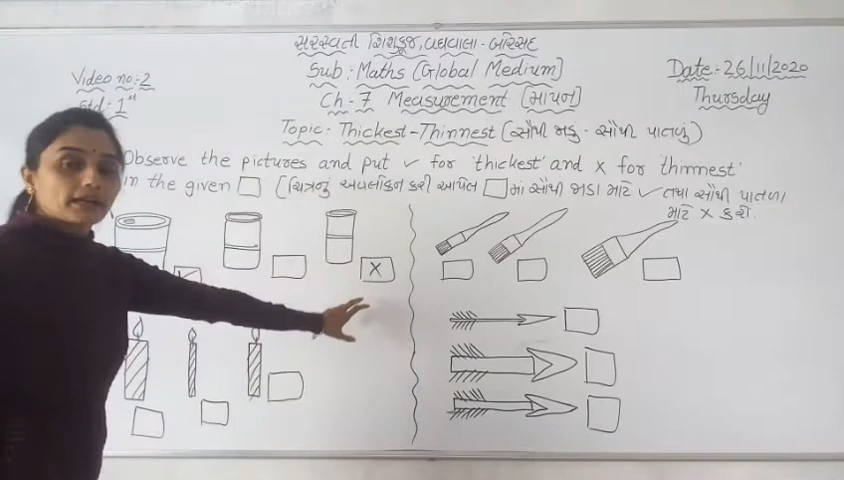 સરસ્વતી શિશુકુંજ, વઘવાલા - બોરસદ
Video no:-2
Sub : Maths (Global Medium)
Date:- 26/11/2020
Std:- 1st
Ch- 7 Measurement (માપન)
Thursday
Topic: Thickest-Thinnest (સૌથી જાડું - સૌથી પાતળું)
Observe the pictures and put ✓ for 'thickest' and x for 'thinnest'
in the given □ (ચિત્રનું અવલોકન કરી આપેલ □ માં સૌથી જાડા માટે ✓ તથા સૌથી પાતળા
માટે x કરો.
x